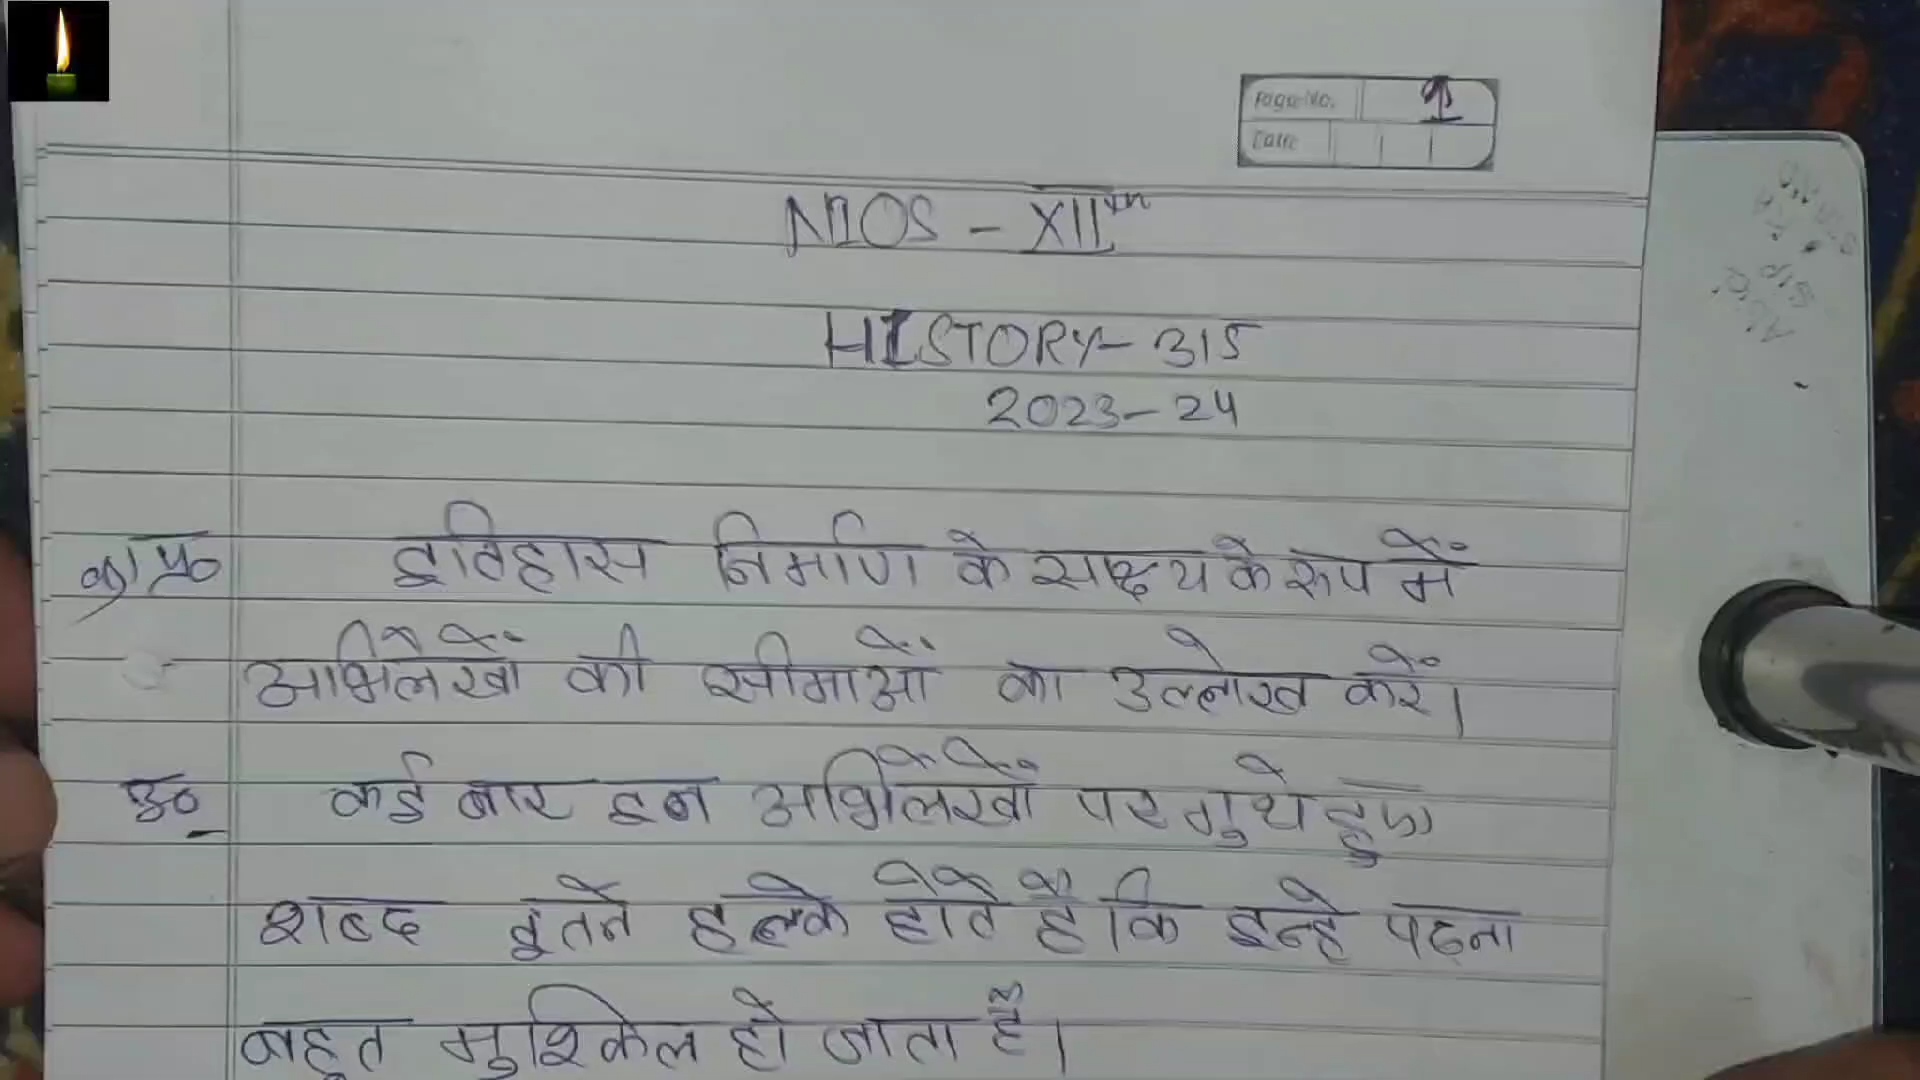 Page No. 1
Date
NIOS - XIIth
HISTORY- 315
2023-24
प्र० इतिहास निर्माण के साक्ष्य के रूप में
अभिलेखों की सीमाओं का उल्लेख करें।
उ० कई बार इन अभिलेखों पर गुथे हुए
शब्द इतने हल्के होते हैं कि इन्हे पढ़ना
बहुत मुश्किल हो जाता है।